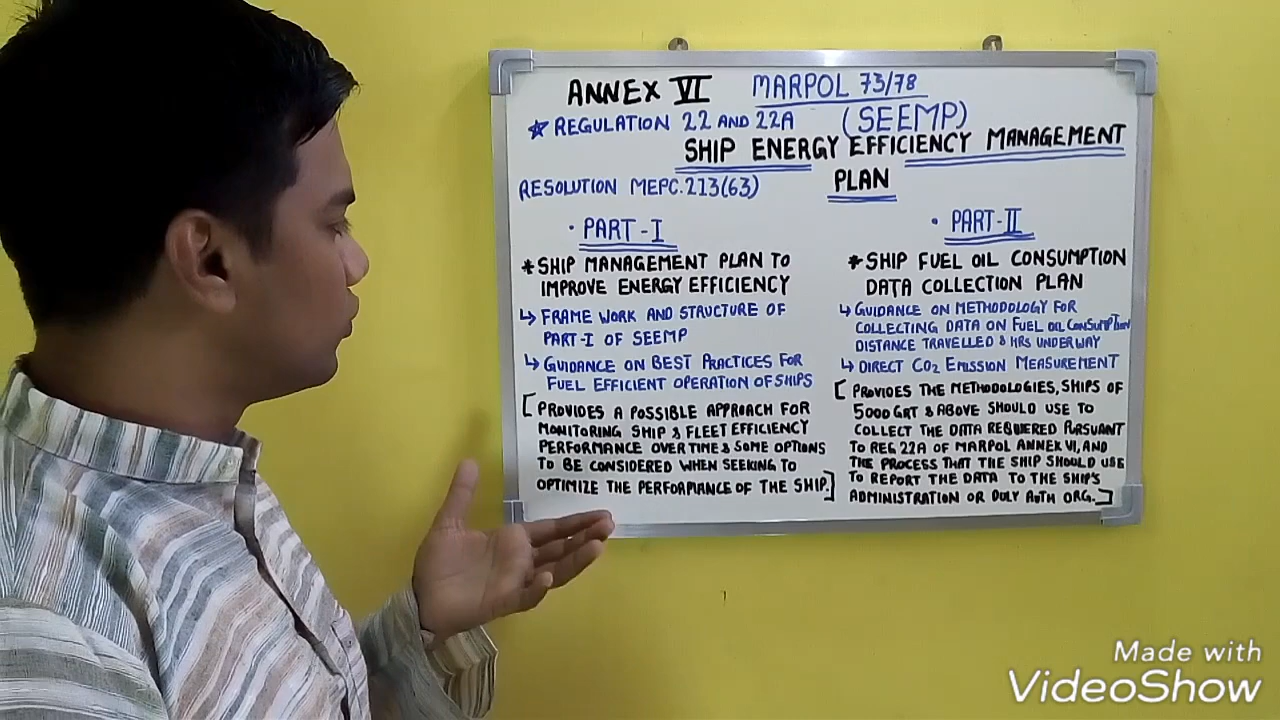 ANNEX VI MARPOL 73/78
☆ REGULATION 22 AND 22A (SEEMP)
SHIP ENERGY EFFICIENCY MANAGEMENT
PLAN
RESOLUTION MEPC.213(63)
• PART-I
* SHIP MANAGEMENT PLAN TO
IMPROVE ENERGY EFFICIENCY
↳ FRAME WORK AND STRUCTURE OF
PART-I OF SEEMP
↳ GUIDANCE ON BEST PRACTICES FOR
FUEL EFFICIENT OPERATION OF SHIPS
[PROVIDES A POSSIBLE APPROACH FOR
MONITORING SHIP & FLEET EFFICIENCY
PERFORMANCE OVER TIME & SOME OPTIONS
TO BE CONSIDERED WHEN SEEKING TO
OPTIMIZE THE PERFORMANCE OF THE SHIP.]
• PART-II
* SHIP FUEL OIL CONSUMPTION
DATA COLLECTION PLAN
↳ GUIDANCE ON METHODOLOGY FOR
COLLECTING DATA ON FUEL OIL CONSUMPTION
DISTANCE TRAVELLED & HRS UNDERWAY
↳ DIRECT CO2 EMISSION MEASUREMENT
[PROVIDES THE METHODOLOGIES, SHIPS OF
5000 GRT & ABOVE SHOULD USE TO
COLLECT THE DATA REQUIERED PURSUANT
TO REG 22A OF MARPOL ANNEX VI, AND
THE PROCESS THAT THE SHIP SHOULD USE
TO REPORT THE DATA TO THE SHIP'S
ADMINISTRATION OR DULY AUTH ORG.]
Made with
VideoShow